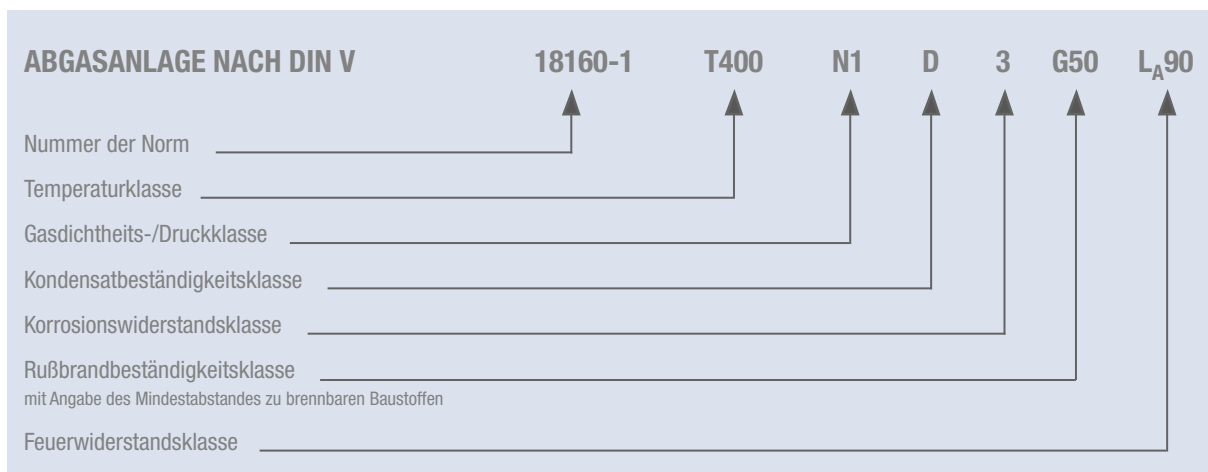 ABGASANLAGE NACH DIN V 18160-1 T400 N1 D 3 G50 LA90
Nummer der Norm
Temperaturklasse
Gasdichtheits-/Druckklasse
Kondensatbeständigkeitsklasse
Korrosionswiderstandsklasse
Rußbrandbeständigkeitsklasse
mit Angabe des Mindestabstandes zu brennbaren Baustoffen
Feuerwiderstandsklasse